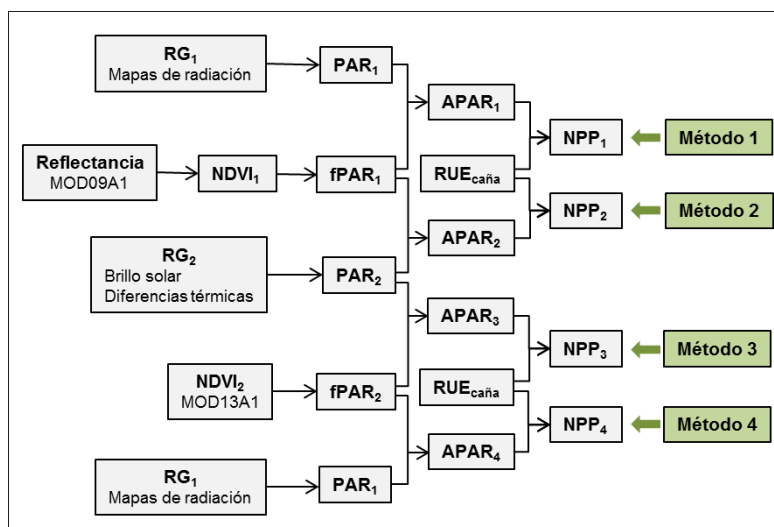 RG₁
Mapas de radiación
PAR₁
APAR₁
NPP₁
Método 1
Reflectancia
MOD09A1
NDVI₁
fPAR₁
RUEcaña
NPP₂
Método 2
APAR₂
RG₂
Brillo solar
Diferencias térmicas
PAR₂
APAR₃
NPP₃
Método 3
NDVI₂
MOD13A1
fPAR₂
RUEcaña
NPP₄
Método 4
APAR₄
RG₁
Mapas de radiación
PAR₁